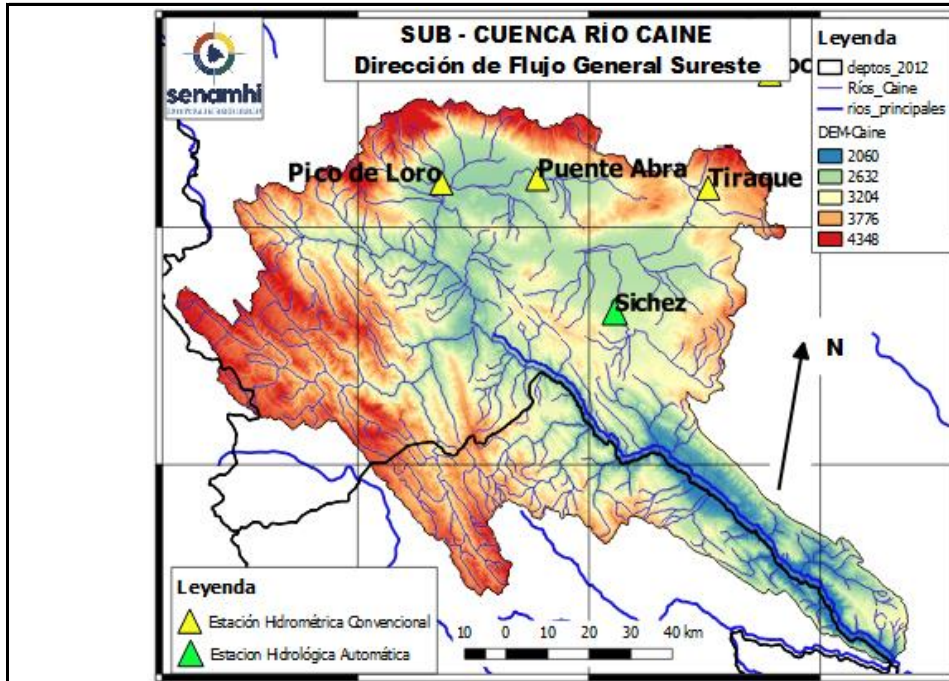 SUB - CUENCA RÍO CAINE
Dirección de Flujo General Sureste
senamhi
Leyenda
deptos_2012
Ríos_Caine
rios_principales
DEM-Caine
2060
2632
3204
3776
4348
Pico de Loro
Puente Abra
Tiraque
Sichez
N
Leyenda
Estación Hidrométrica Convencional
Estacion Hidrológica Automática
10 0 10 20 30 40 km